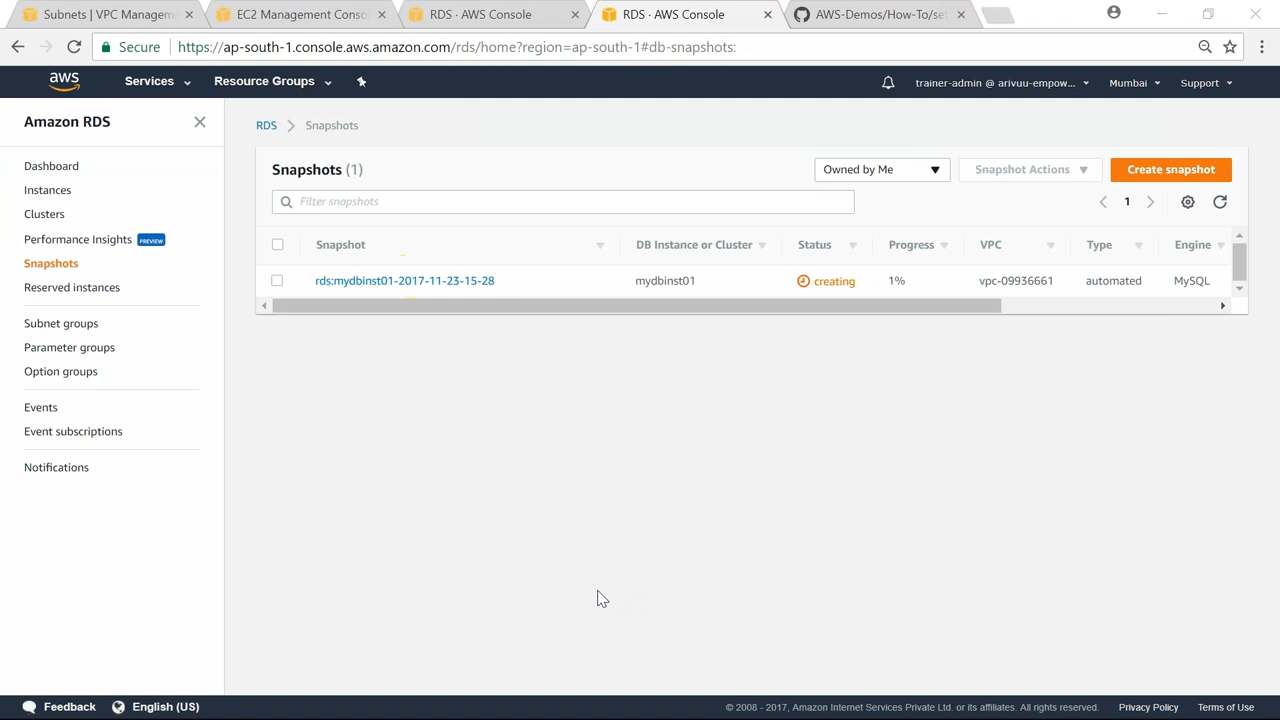 Subnets | VPC Managem
EC2 Management Conso
RDS · AWS Console
RDS · AWS Console
AWS-Demos/How-To/set
Secure
https://ap-south-1.console.aws.amazon.com/rds/home?region=ap-south-1#db-snapshots:
aws
Services
Resource Groups
trainer-admin @ arivuu-empow...
Mumbai
Support
Amazon RDS
Dashboard
Instances
Clusters
Performance Insights PREVIEW
Snapshots
Reserved instances
Subnet groups
Parameter groups
Option groups
Events
Event subscriptions
Notifications
RDS
Snapshots
Snapshots (1)
Owned by Me
Snapshot Actions
Create snapshot
Filter snapshots
1
Snapshot DB Instance or Cluster Status Progress VPC Type Engine
rds:mydbinst01-2017-11-23-15-28 mydbinst01 creating 1% vpc-09936661 automated MySQL
Feedback
English (US)
© 2008 - 2017, Amazon Internet Services Private Ltd. or its affiliates. All rights reserved.
Privacy Policy
Terms of Use